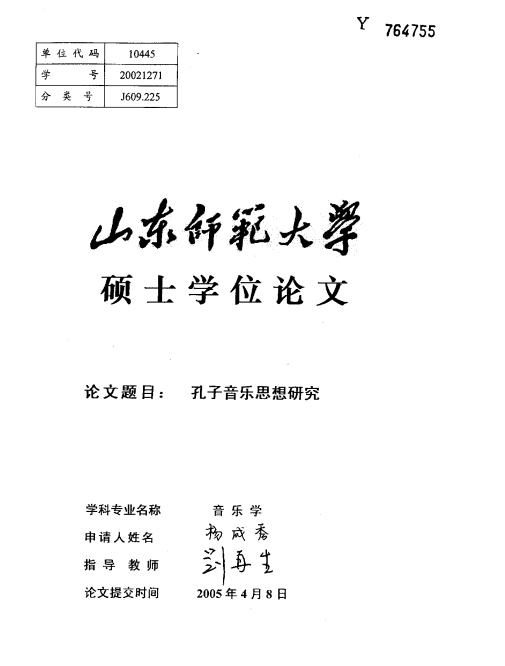 Y 764755
单位代码 10445
学 号 20021271
分类号 J609.225
山东师範大學
硕士学位论文
论文题目： 孔子音乐思想研究
学科专业名称 音乐学
申请人姓名 杨成秀
指导 教师 刘再生
论文提交时间 2005年4月8日